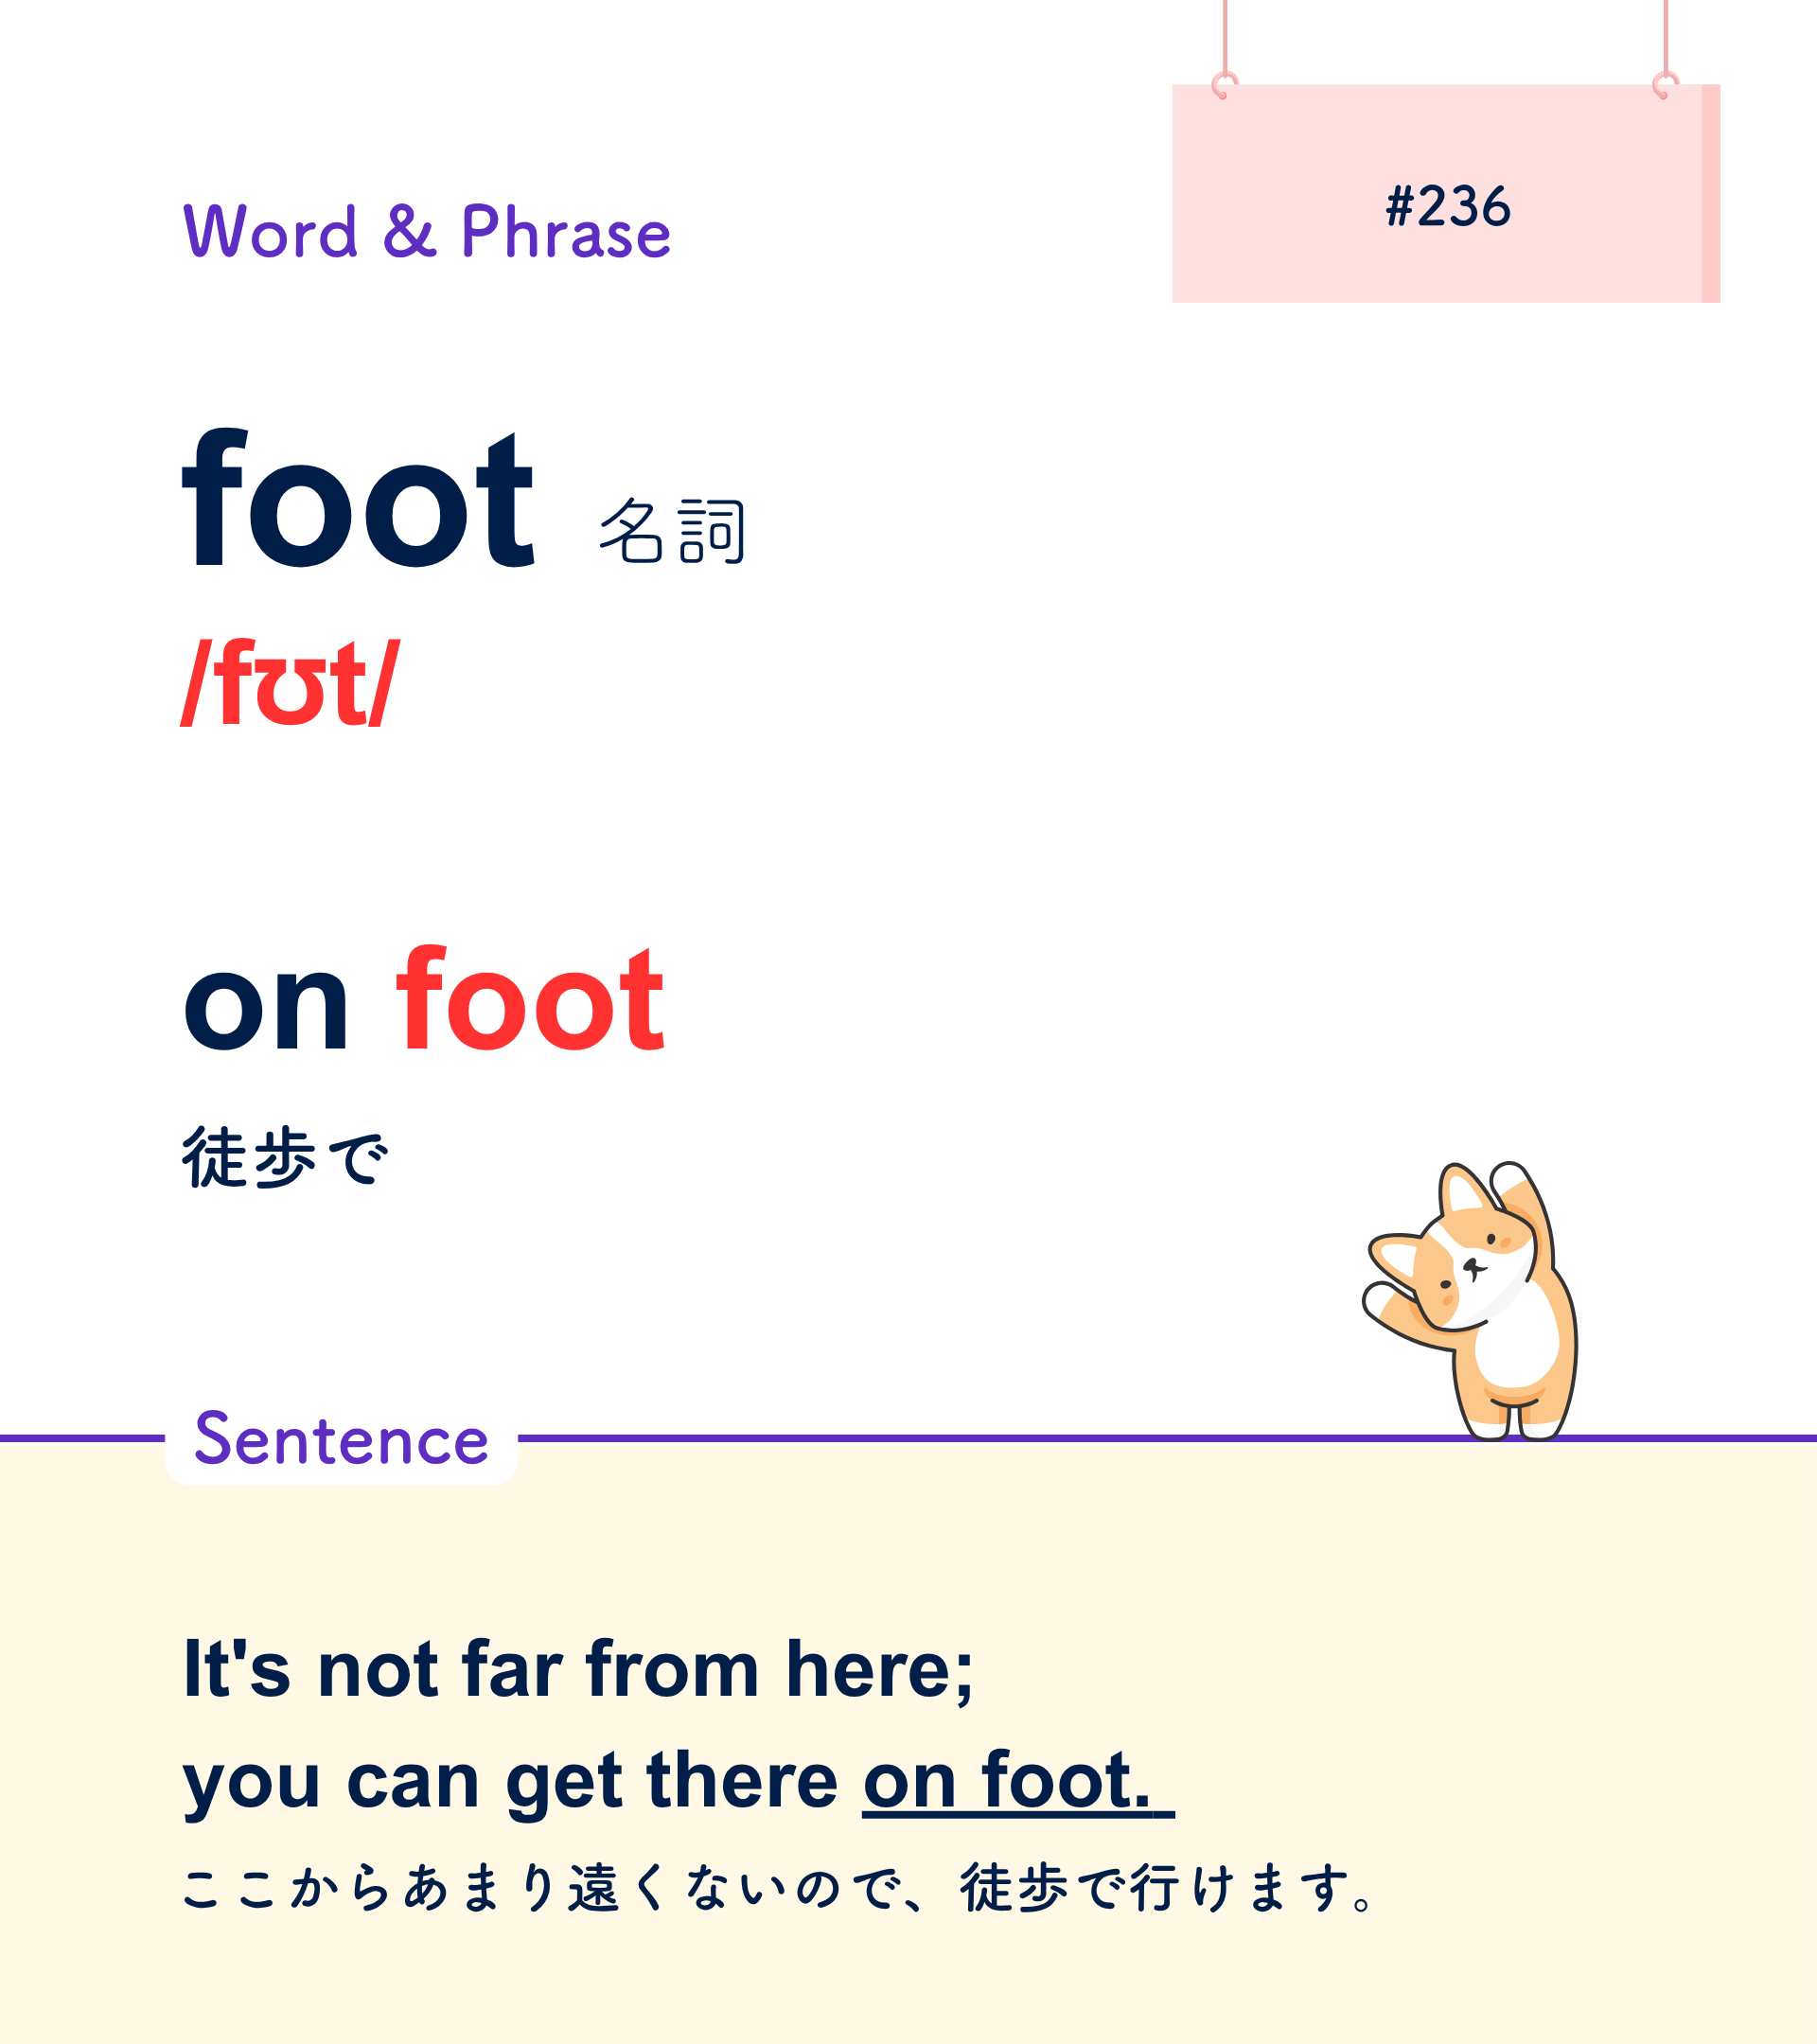 Word & Phrase
#236
foot 名詞
/fʊt/
on foot
徒歩で
Sentence
It's not far from here;
you can get there on foot.
ここからあまり遠くないので、徒歩で行けます。